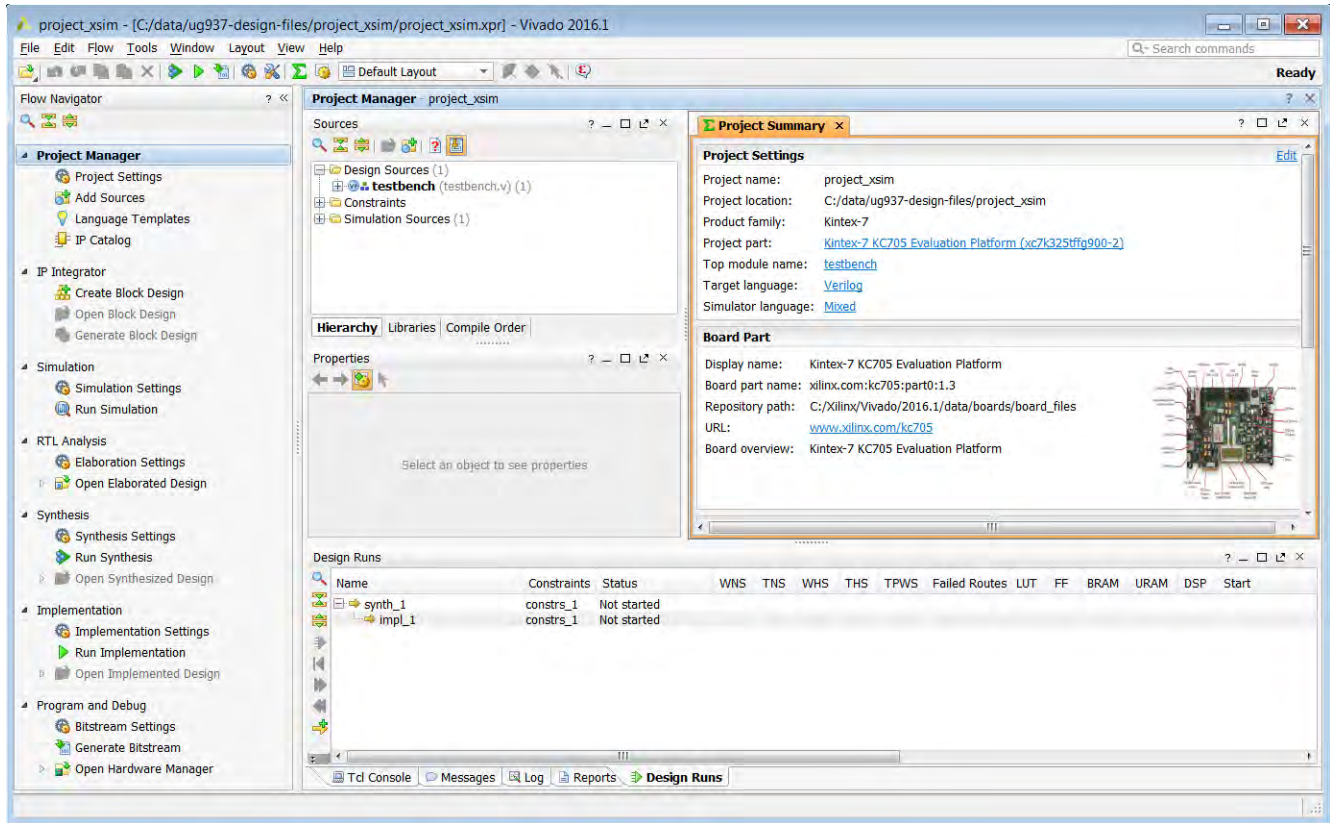 project_xsim - [C:/data/ug937-design-files/project_xsim/project_xsim.xpr] - Vivado 2016.1
File Edit Flow Tools Window Layout View Help
Q- Search commands
Default Layout
Ready
Flow Navigator
Project Manager
Project Settings
Add Sources
Language Templates
IP Catalog
IP Integrator
Create Block Design
Open Block Design
Generate Block Design
Simulation
Simulation Settings
Run Simulation
RTL Analysis
Elaboration Settings
Open Elaborated Design
Synthesis
Synthesis Settings
Run Synthesis
Open Synthesized Design
Implementation
Implementation Settings
Run Implementation
Open Implemented Design
Program and Debug
Bitstream Settings
Generate Bitstream
Open Hardware Manager
Project Manager - project_xsim
Sources
Design Sources (1)
testbench (testbench.v) (1)
Constraints
Simulation Sources (1)
Hierarchy Libraries Compile Order
Properties
Select an object to see properties
Project Summary
Project Settings Edit
Project name: project_xsim
Project location: C:/data/ug937-design-files/project_xsim
Product family: Kintex-7
Project part: Kintex-7 KC705 Evaluation Platform (xc7k325tffg900-2)
Top module name: testbench
Target language: Verilog
Simulator language: Mixed
Board Part
Display name: Kintex-7 KC705 Evaluation Platform
Board part name: xilinx.com:kc705:part0:1.3
Repository path: C:/Xilinx/Vivado/2016.1/data/boards/board_files
URL: www.xilinx.com/kc705
Board overview: Kintex-7 KC705 Evaluation Platform
Design Runs
Name Constraints Status WNS TNS WHS THS TPWS Failed Routes LUT FF BRAM URAM DSP Start
synth_1 constrs_1 Not started
impl_1 constrs_1 Not started
Tcl Console Messages Log Reports Design Runs